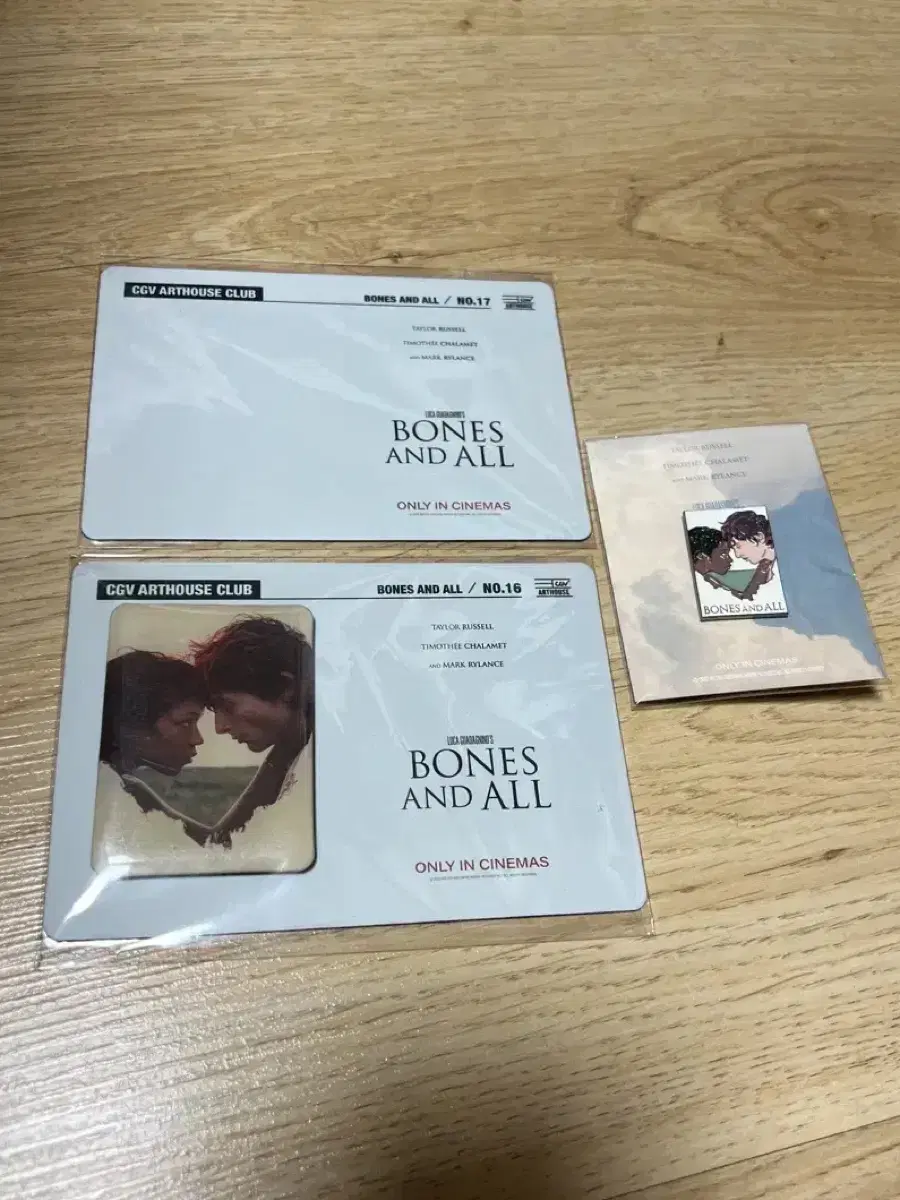 CGV ARTHOUSE CLUB
BONES AND ALL / NO.17
ARTHOUSE
TAYLOR RUSSELL
TIMOTHÉE CHALAMET
AND MARK RYLANCE
LUCA GUADAGNINO'S
BONES
AND ALL
ONLY IN CINEMAS
CGV ARTHOUSE CLUB
BONES AND ALL / NO.16
CGV
ARTHOUSE
TAYLOR RUSSELL
TIMOTHÉE CHALAMET
AND MARK RYLANCE
LUCA GUADAGNINO'S
BONES
AND ALL
ONLY IN CINEMAS
TAYLOR RUSSELL
TIMOTHÉE CHALAMET
AND MARK RYLANCE
LUCA GUADAGNINO'S
BONES AND ALL
ONLY IN CINEMAS